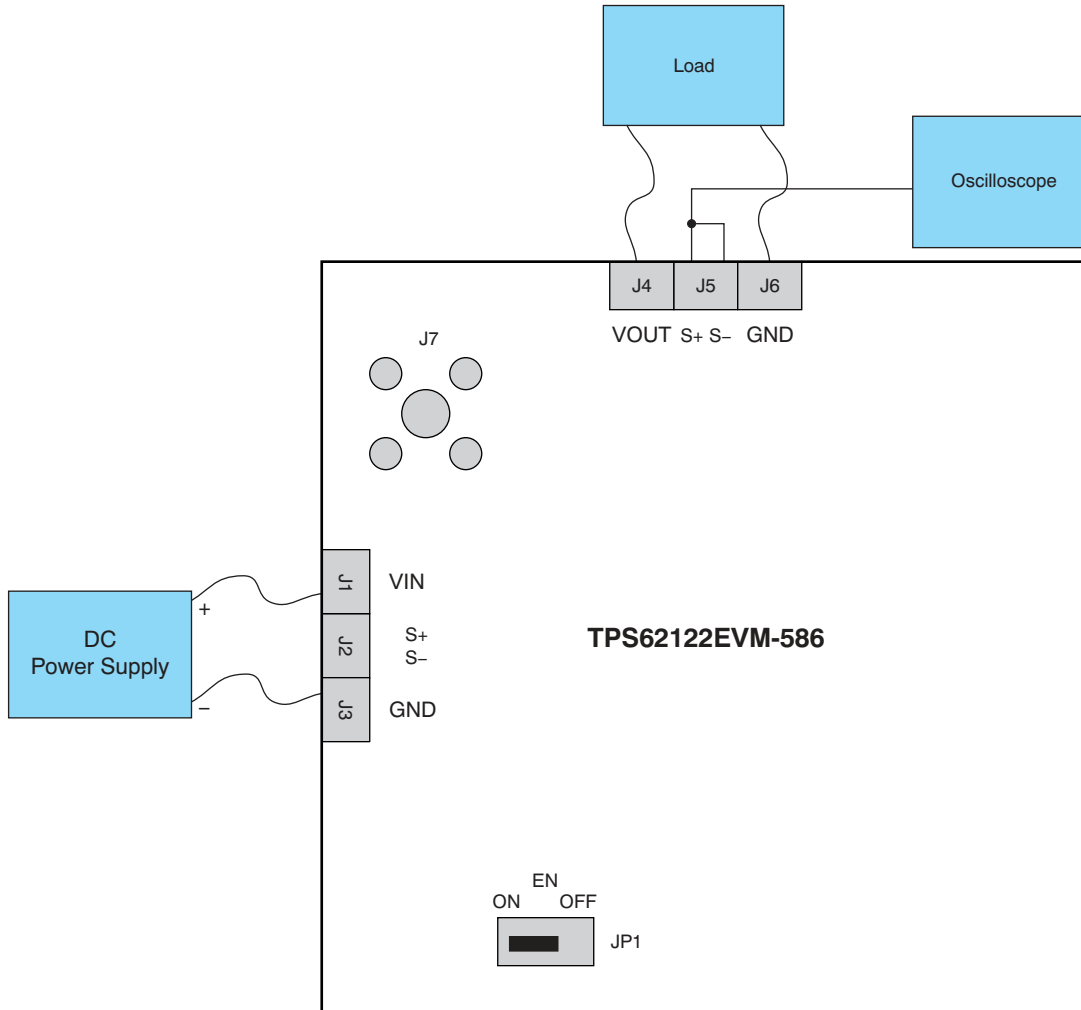 Load
Oscilloscope
J4 J5 J6
VOUT S+ S− GND
J7
J1 VIN
+
DC
Power Supply
J2 S+
S−
TPS62122EVM-586
−
J3 GND
EN
ON OFF
JP1